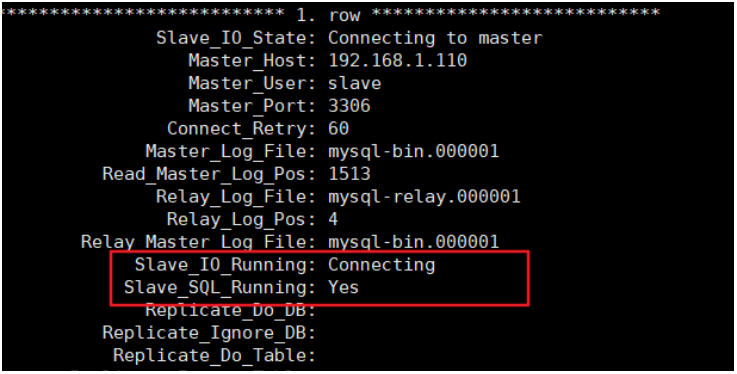 *************************** 1. row ***************************
Slave_IO_State: Connecting to master
Master_Host: 192.168.1.110
Master_User: slave
Master_Port: 3306
Connect_Retry: 60
Master_Log_File: mysql-bin.000001
Read_Master_Log_Pos: 1513
Relay_Log_File: mysql-relay.000001
Relay_Log_Pos: 4
Relay_Master_Log_File: mysql-bin.000001
Slave_IO_Running: Connecting
Slave_SQL_Running: Yes
Replicate_Do_DB:
Replicate_Ignore_DB:
Replicate_Do_Table: